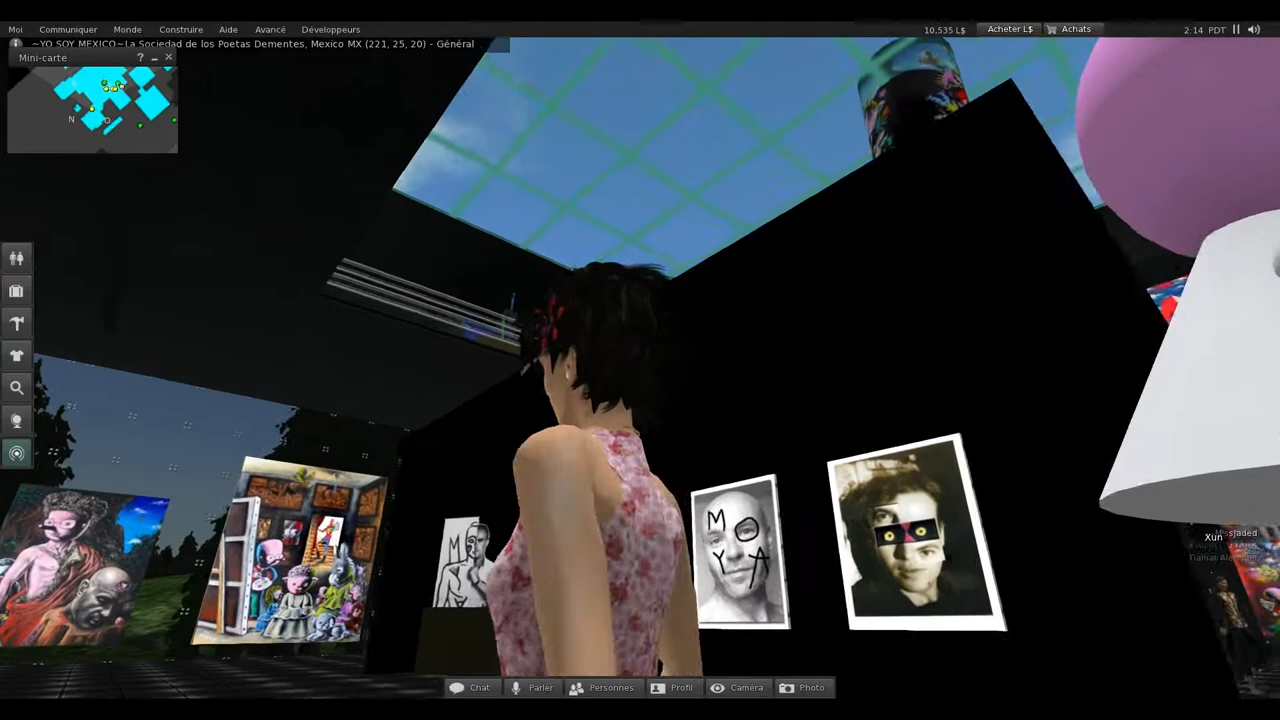 Moi Communiquer Monde Construire Aide Avancé Développeurs 10,535 L$ Acheter L$ Achats 2:14 PDT
~YO SOY MEXICO~La Sociedad de los Poetas Dementes, Mexico MX (221, 25, 20) - Général
Mini-carte ?
N O
M O
Y A
Xun
Chat Parler Personnes Profil Caméra Photo